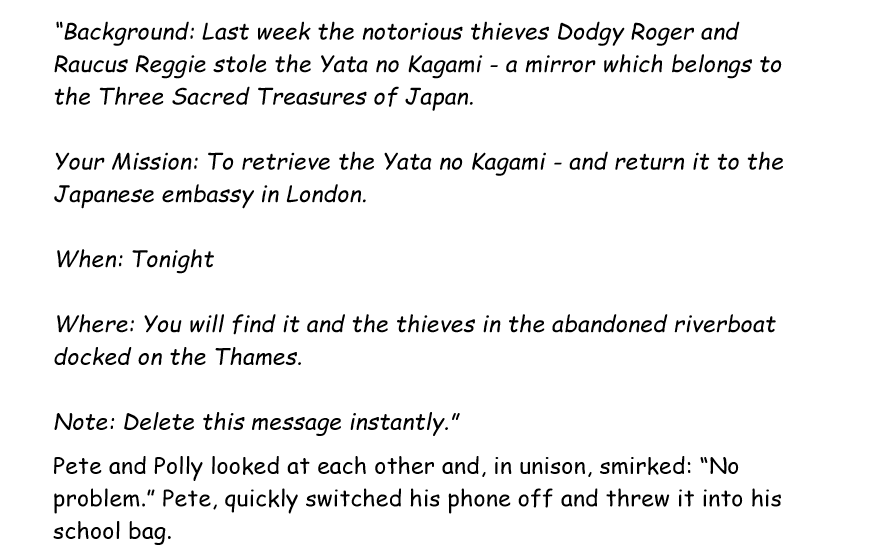 “Background: Last week the notorious thieves Dodgy Roger and
Raucus Reggie stole the Yata no Kagami - a mirror which belongs to
the Three Sacred Treasures of Japan.
Your Mission: To retrieve the Yata no Kagami - and return it to the
Japanese embassy in London.
When: Tonight
Where: You will find it and the thieves in the abandoned riverboat
docked on the Thames.
Note: Delete this message instantly.”
Pete and Polly looked at each other and, in unison, smirked: “No
problem.” Pete, quickly switched his phone off and threw it into his
school bag.